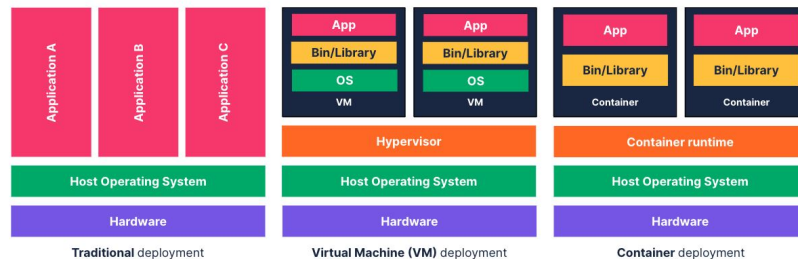 Application A
Application B
Application C
Host Operating System
Hardware
Traditional deployment
App
Bin/Library
OS
VM
App
Bin/Library
OS
VM
Hypervisor
Host Operating System
Hardware
Virtual Machine (VM) deployment
App
Bin/Library
Container
App
Bin/Library
Container
Container runtime
Host Operating System
Hardware
Container deployment